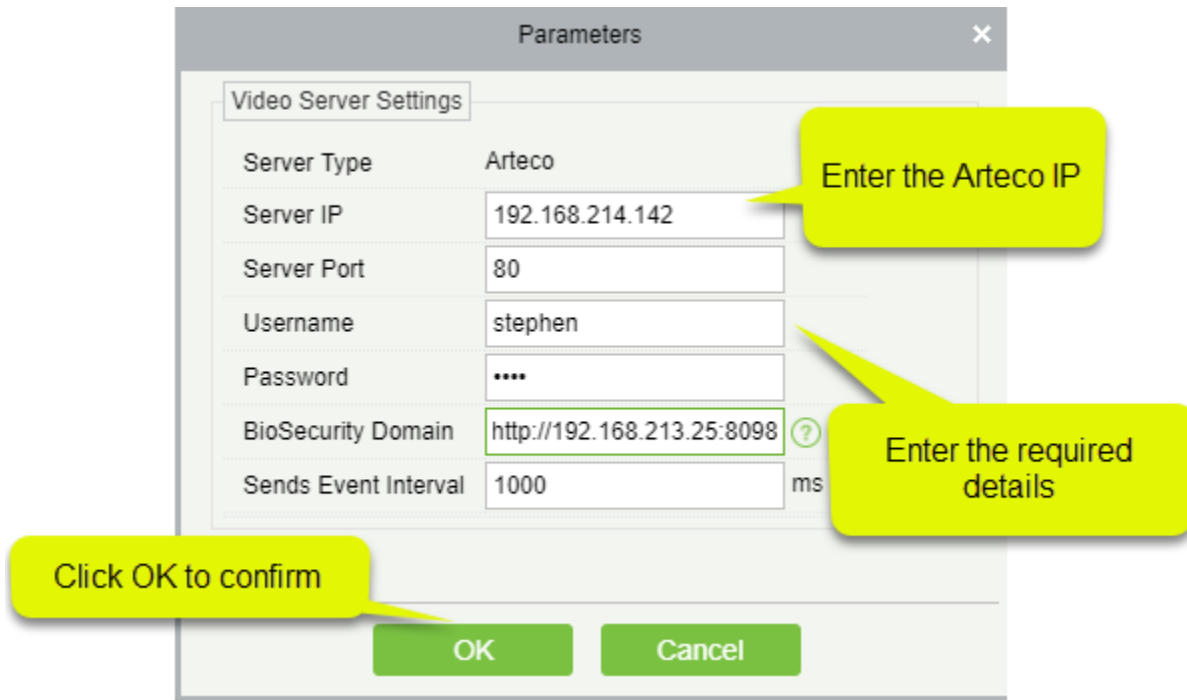 Parameters ×
Video Server Settings
Server Type Arteco
Enter the Arteco IP
Server IP 192.168.214.142
Server Port 80
Username stephen
Password ••••
BioSecurity Domain http://192.168.213.25:8098 ?
Enter the required
details
Sends Event Interval 1000 ms
Click OK to confirm
OK Cancel